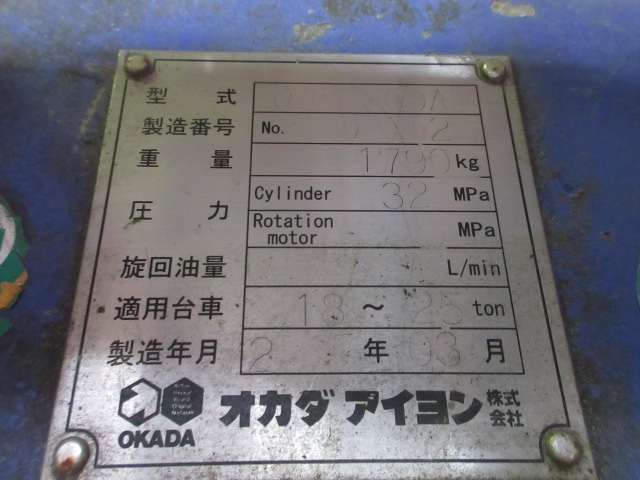 型式
製造番号 No.
重量 1790 kg
圧力 Cylinder 32 MPa
Rotation motor MPa
旋回油量 L/min
適用台車 18 ～ 25 ton
製造年月 年 03 月
OKADA オカダ アイヨン 株式会社